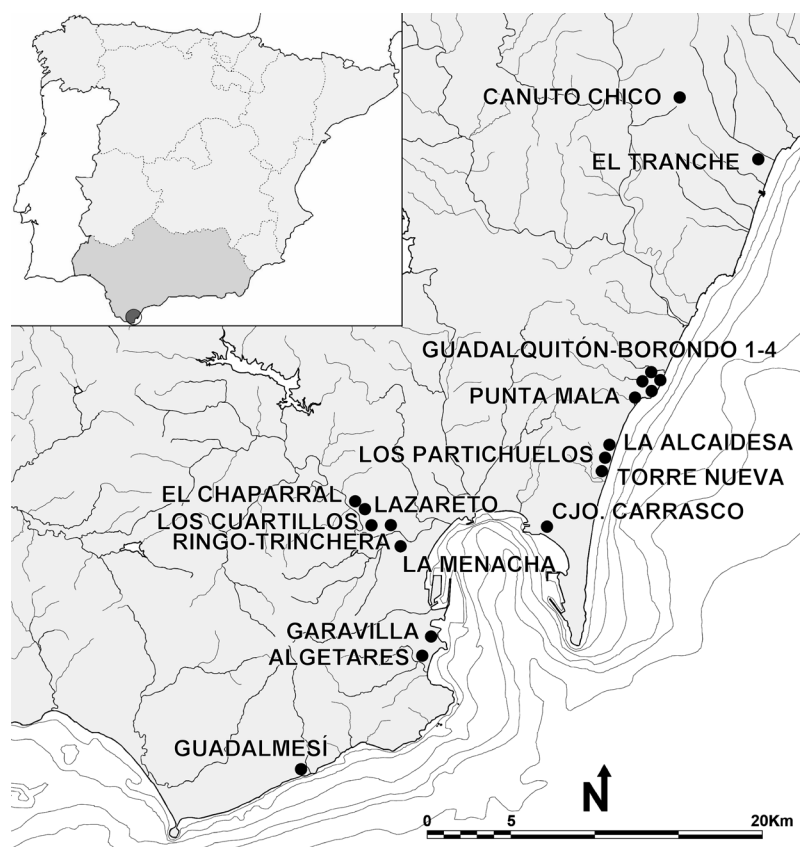 CANUTO CHICO
EL TRANCHE
GUADALQUITÓN-BORONDO 1-4
PUNTA MALA
LA ALCAIDESA
LOS PARTICHUELOS
TORRE NUEVA
EL CHAPARRAL
LAZARETO
CJO. CARRASCO
LOS CUARTILLOS
RINGO-TRINCHERA
LA MENACHA
GARAVILLA
ALGETARES
GUADALMESÍ
N
0 5 20Km